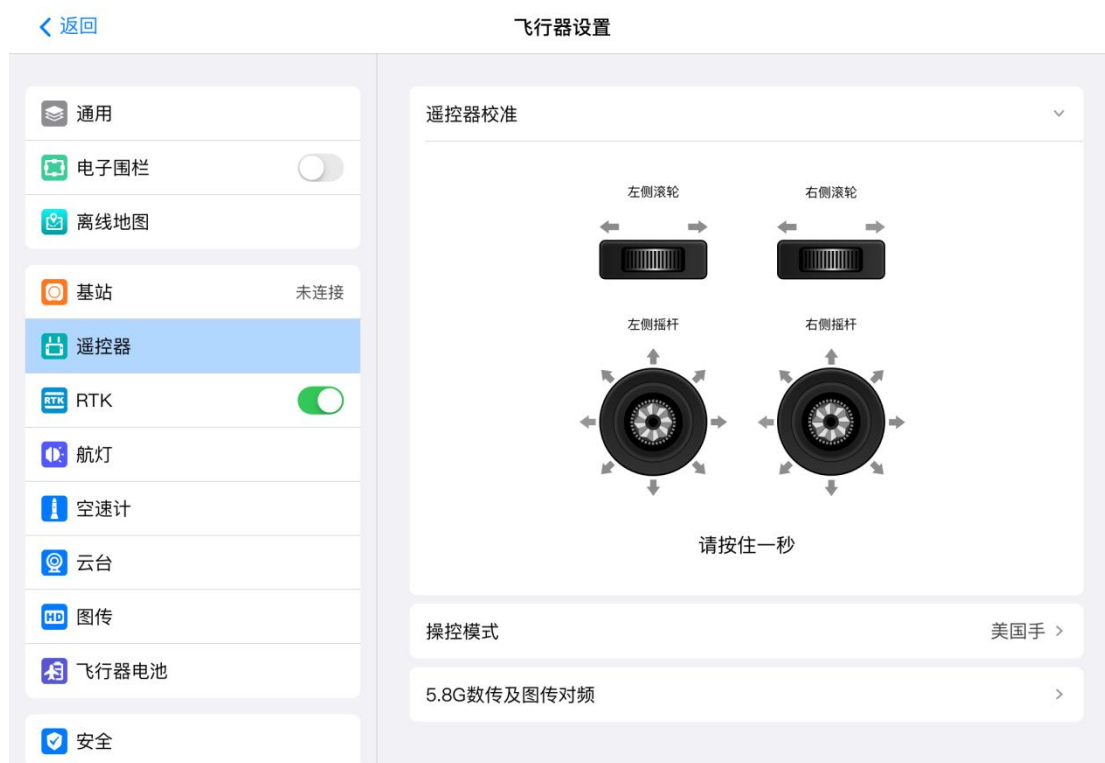 返回
飞行器设置
通用
电子围栏
离线地图
基站 未连接
遥控器
RTK RTK
航灯
空速计
云台
HD 图传
飞行器电池
安全
遥控器校准
左侧滚轮 右侧滚轮
左侧摇杆 右侧摇杆
请按住一秒
操控模式 美国手
5.8G数传及图传对频